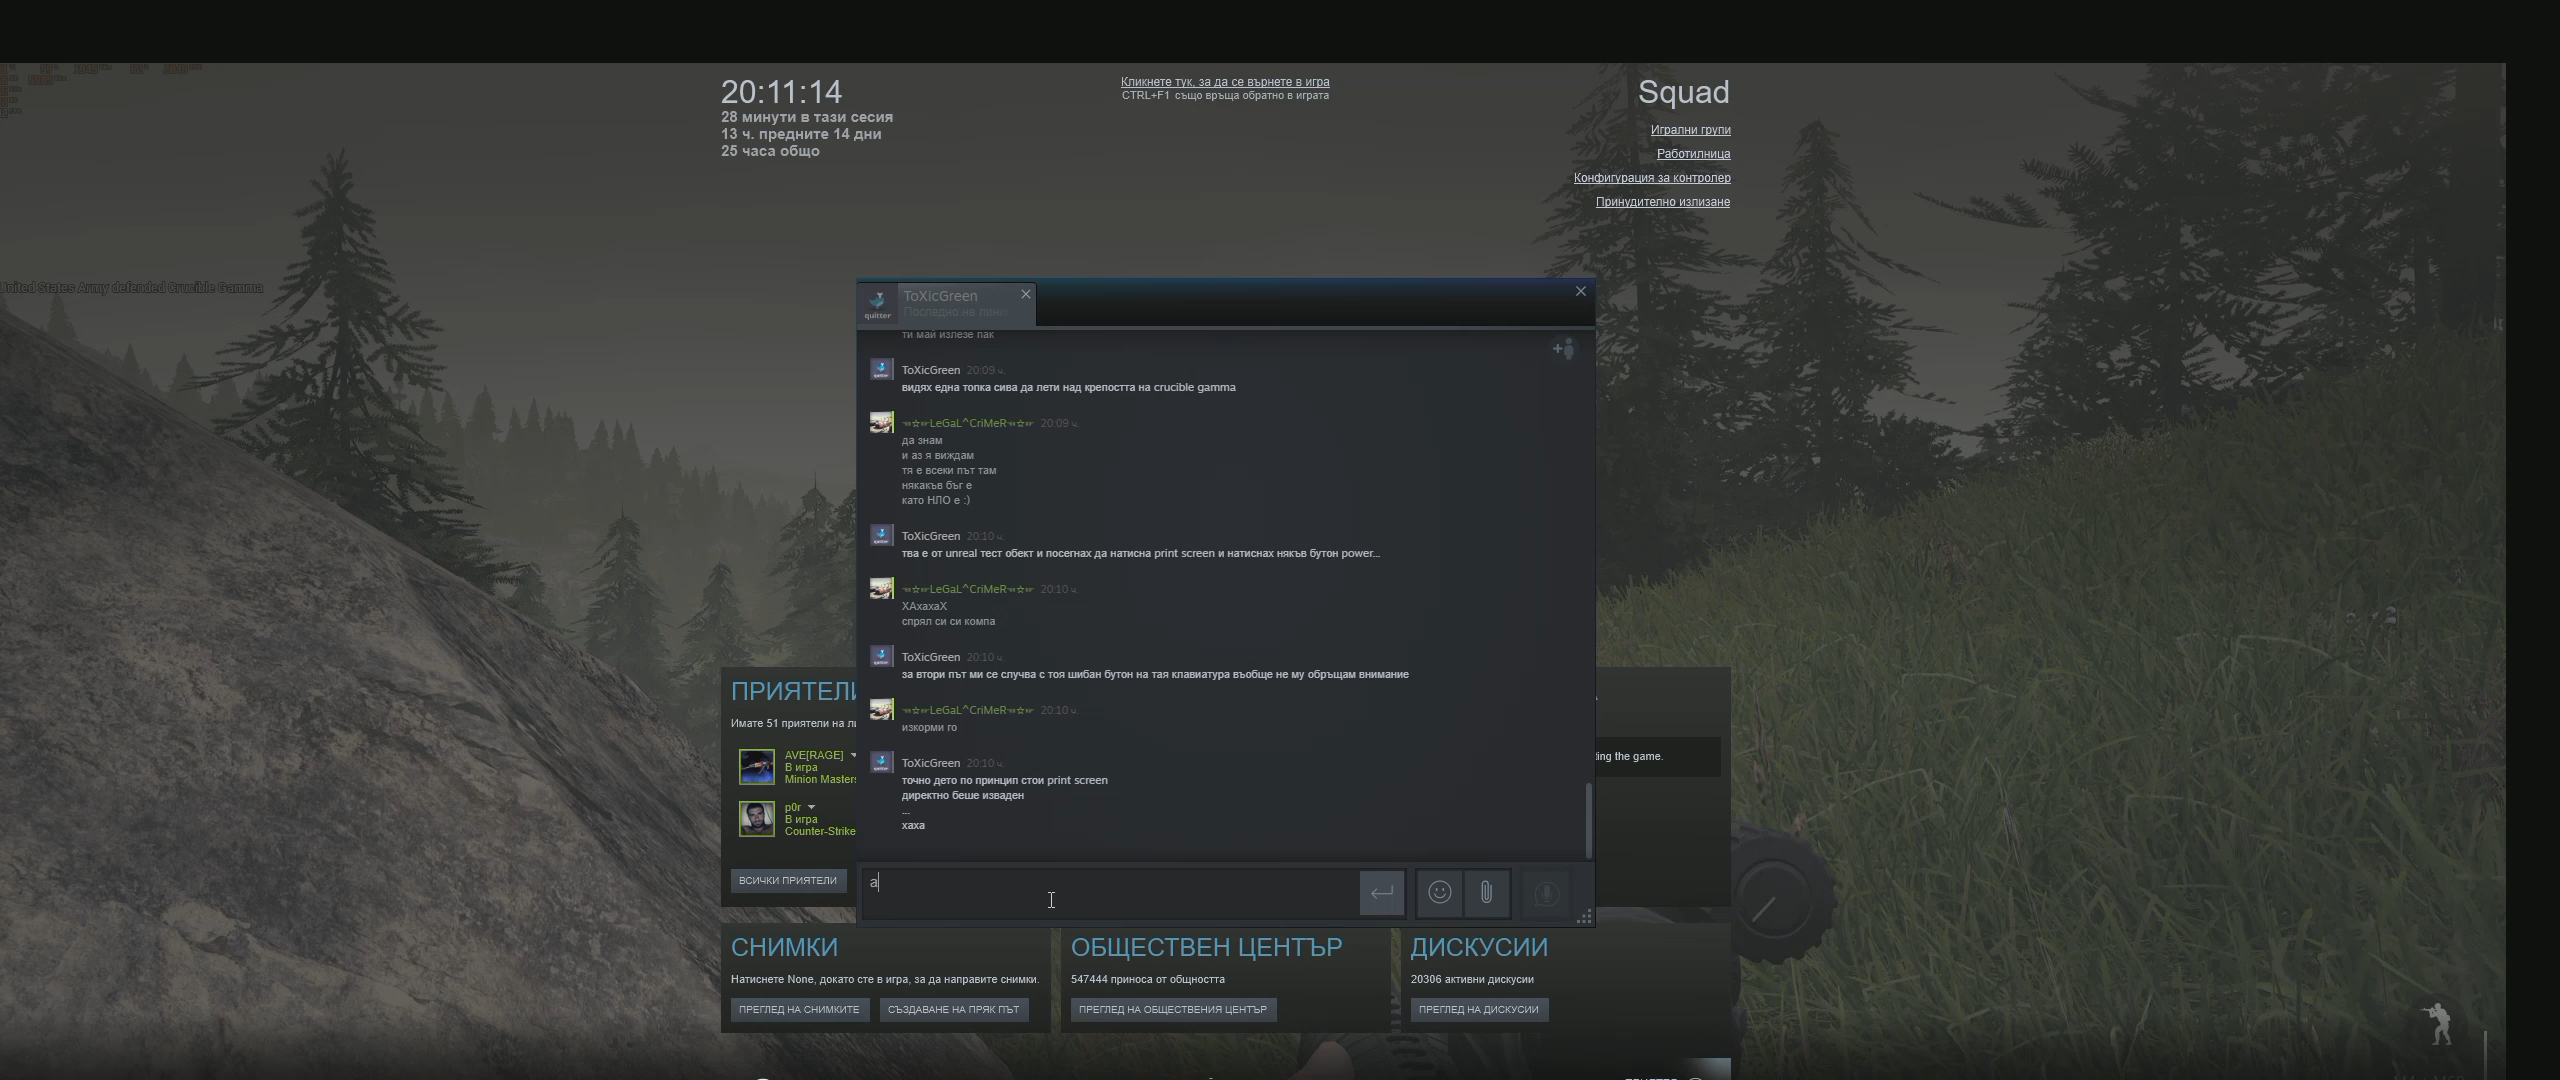 20:11:14
28 минути в тази сесия
13 ч. предните 14 дни
25 часа общо
Кликнете тук, за да се върнете в игра
CTRL+F1 също връща обратно в играта
Squad
Игрални групи
Работилница
Конфигурация за контролер
Принудително излизане
United States Army defended Crucible Gamma
quitter
ToXicGreen
Последно на
ти май излезе пак
ToXicGreen 20:09 ч.
видях една топка сива да лети над крепостта на crucible gamma
LeGaL^CriMeR 20:09 ч.
да знам
и аз я виждам
тя е всеки път там
някакъв бъг е
като НЛО е :)
ToXicGreen 20:10 ч.
тва е от unreal тест обект и посегнах да натисна print screen и натиснах някъв бутон power...
LeGaL^CriMeR 20:10 ч.
ХАхахаХ
спрял си си компа
ToXicGreen 20:10 ч.
за втори път ми се случва с тоя шибан бутон на тая клавиатура въобще не му обръщам внимание
LeGaL^CriMeR 20:10 ч.
изкорми го
ToXicGreen 20:10 ч.
точно дето по принцип стои print screen
директно беше изваден
...
хаха
а
ПРИЯТЕЛИ
Имате 51 приятели на
AVE[RAGE]
В игра
Minion Masters
p0r
В игра
Counter-Strike
ВСИЧКИ ПРИЯТЕЛИ
the game.
СНИМКИ
Натиснете None, докато сте в игра, за да направите снимки.
ПРЕГЛЕД НА СНИМКИТЕ
СЪЗДАВАНЕ НА ПРЯК ПЪТ
ОБЩЕСТВЕН ЦЕНТЪР
547444 приноса от общността
ПРЕГЛЕД НА ОБЩЕСТВЕНИЯ ЦЕНТЪР
ДИСКУСИИ
20306 активни дискусии
ПРЕГЛЕД НА ДИСКУСИИ